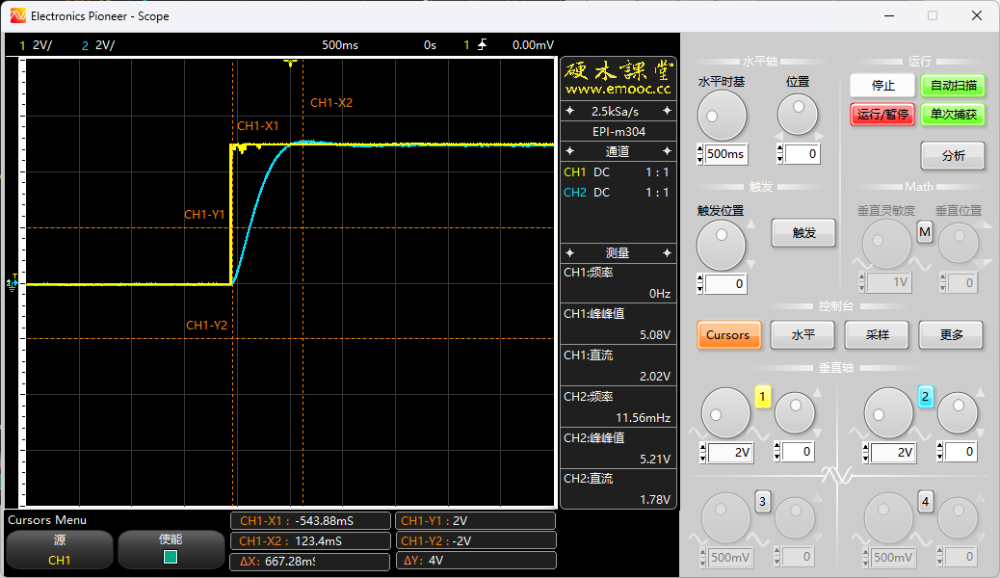 Electronics Pioneer - Scope
1 2V/ 2 2V/ 500ms 0s 1 0.00mV
CH1-X2
CH1-X1
CH1-Y1
CH1-Y2
T
硬木課堂
www.emooc.cc
2.5kSa/s
EPI-m304
通道
CH1 DC 1 : 1
CH2 DC 1 : 1
测量
CH1:频率
0Hz
CH1:峰峰值
5.08V
CH1:直流
2.02V
CH2:频率
11.56mHz
CH2:峰峰值
5.21V
CH2:直流
1.78V
水平轴
水平时基 位置
500ms 0
运行
停止 自动扫描
运行/暂停 单次捕获
分析
触发
触发位置
触发
0
Math
垂直灵敏度 垂直位置
M
1V 0
控制台
Cursors 水平 采样 更多
垂直轴
1 2
2V 0 2V 0
3 4
500mV 0 500mV 0
Cursors Menu
源
CH1
使能
CH1-X1 : -543.88mS
CH1-X2 : 123.4mS
ΔX: 667.28mS
CH1-Y1 : 2V
CH1-Y2 : -2V
ΔY: 4V